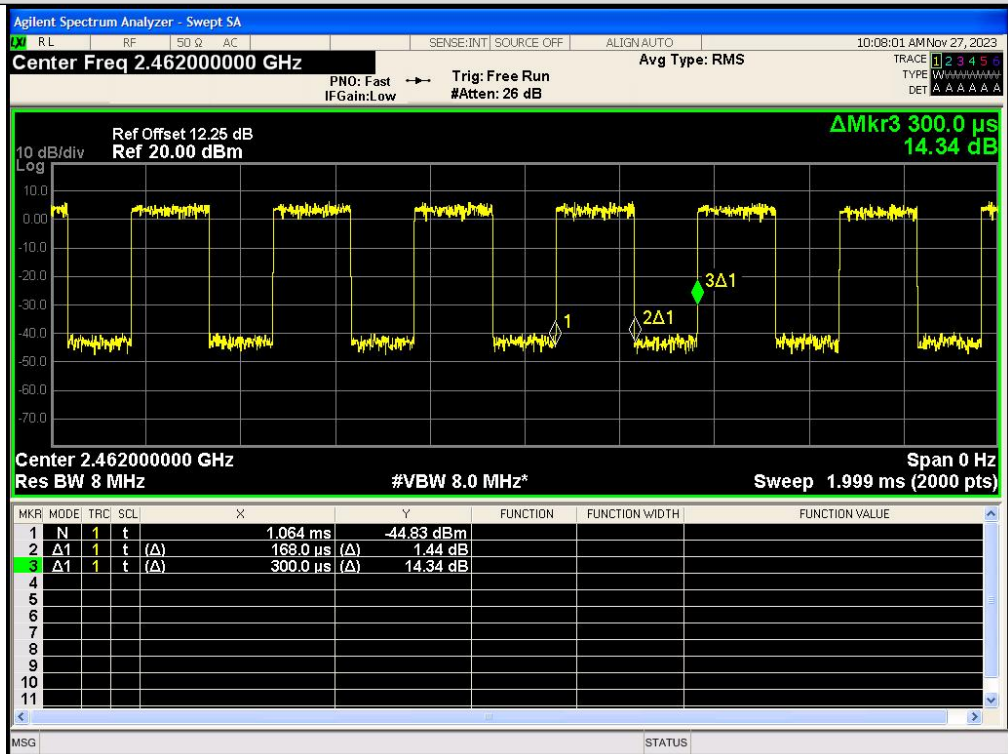 Agilent Spectrum Analyzer - Swept SA
LXI RL RF 50 Ω AC SENSE:INT SOURCE OFF ALIGN AUTO 10:08:01 AM Nov 27, 2023
Center Freq 2.462000000 GHz Avg Type: RMS TRACE 1 2 3 4 5 6
PNO: Fast Trig: Free Run TYPE WWWWWW
IFGain:Low #Atten: 26 dB DET A A A A A A
ΔMkr3 300.0 µs
14.34 dB
Ref Offset 12.25 dB
10 dB/div Ref 20.00 dBm
Log
10.0
0.00
-10.0
-20.0
3Δ1
-30.0
1 2Δ1
-40.0
-50.0
-60.0
-70.0
Center 2.462000000 GHz Span 0 Hz
Res BW 8 MHz #VBW 8.0 MHz* Sweep 1.999 ms (2000 pts)
MKR MODE TRC SCL X Y FUNCTION FUNCTION WIDTH FUNCTION VALUE
1 N 1 t 1.064 ms -44.83 dBm
2 Δ1 1 t (Δ) 168.0 µs (Δ) 1.44 dB
3 Δ1 1 t (Δ) 300.0 µs (Δ) 14.34 dB
4
5
6
7
8
9
10
11
MSG STATUS